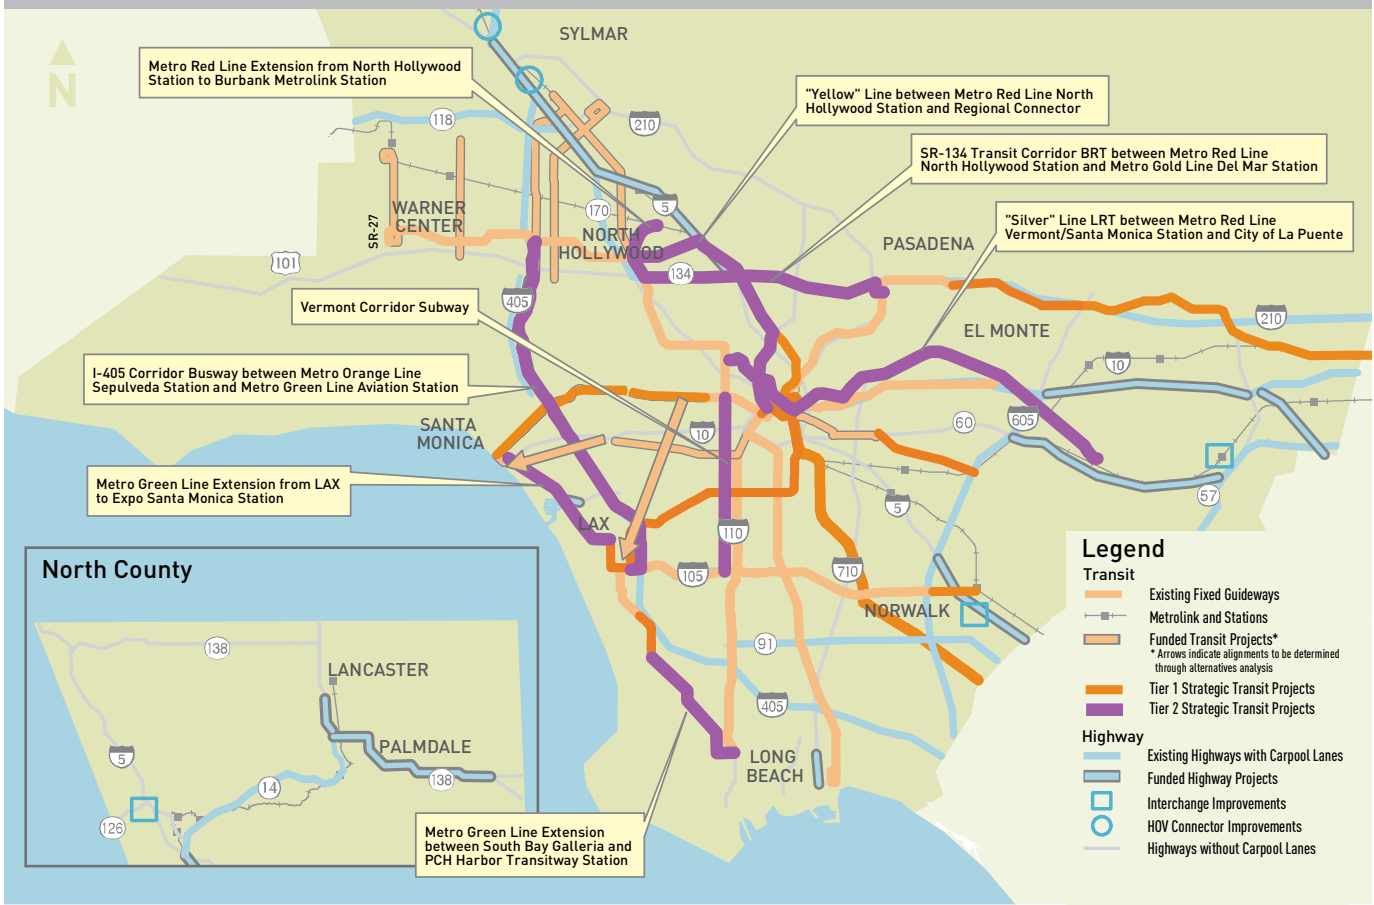 SYLMAR
Metro Red Line Extension from North Hollywood
Station to Burbank Metrolink Station
N
"Yellow" Line between Metro Red Line North
Hollywood Station and Regional Connector
118
210
SR-134 Transit Corridor BRT between Metro Red Line
North Hollywood Station and Metro Gold Line Del Mar Station
SR-27
WARNER
CENTER
170
5
"Silver" Line LRT between Metro Red Line
Vermont/Santa Monica Station and City of La Puente
NORTH
HOLLYWOOD
PASADENA
101
134
405
Vermont Corridor Subway
210
EL MONTE
I-405 Corridor Busway between Metro Orange Line
Sepulveda Station and Metro Green Line Aviation Station
10
SANTA
MONICA
10
60
605
Metro Green Line Extension from LAX
to Expo Santa Monica Station
57
5
LAX
110
105
710
NORWALK
91
405
LONG
BEACH
North County
138
LANCASTER
5
PALMDALE
138
14
126
Metro Green Line Extension
between South Bay Galleria and
PCH Harbor Transitway Station
Legend
Transit
Existing Fixed Guideways
Metrolink and Stations
Funded Transit Projects*
* Arrows indicate alignments to be determined
through alternatives analysis
Tier 1 Strategic Transit Projects
Tier 2 Strategic Transit Projects
Highway
Existing Highways with Carpool Lanes
Funded Highway Projects
Interchange Improvements
HOV Connector Improvements
Highways without Carpool Lanes